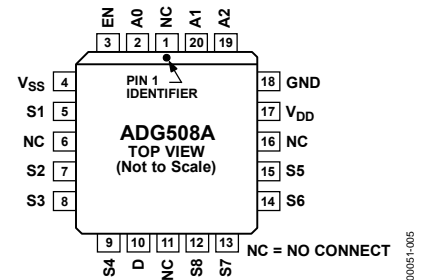 EN A0 NC A1 A2
3 2 1 20 19
PIN 1
IDENTIFIER
VSS 4
S1 5
NC 6
S2 7
S3 8
18 GND
17 VDD
16 NC
15 S5
14 S6
ADG508A
TOP VIEW
(Not to Scale)
9 10 11 12 13
S4 D NC S8 S7
NC = NO CONNECT
00051-005